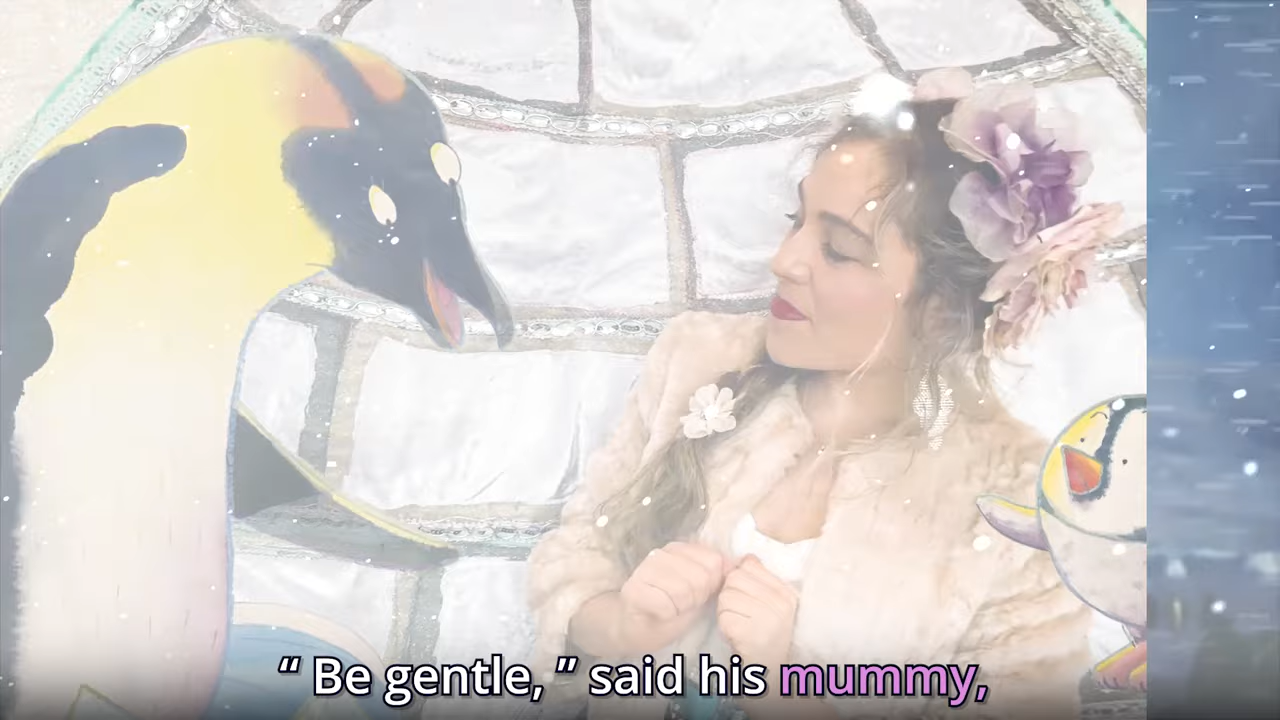 “ Be gentle, ” said his mummy,